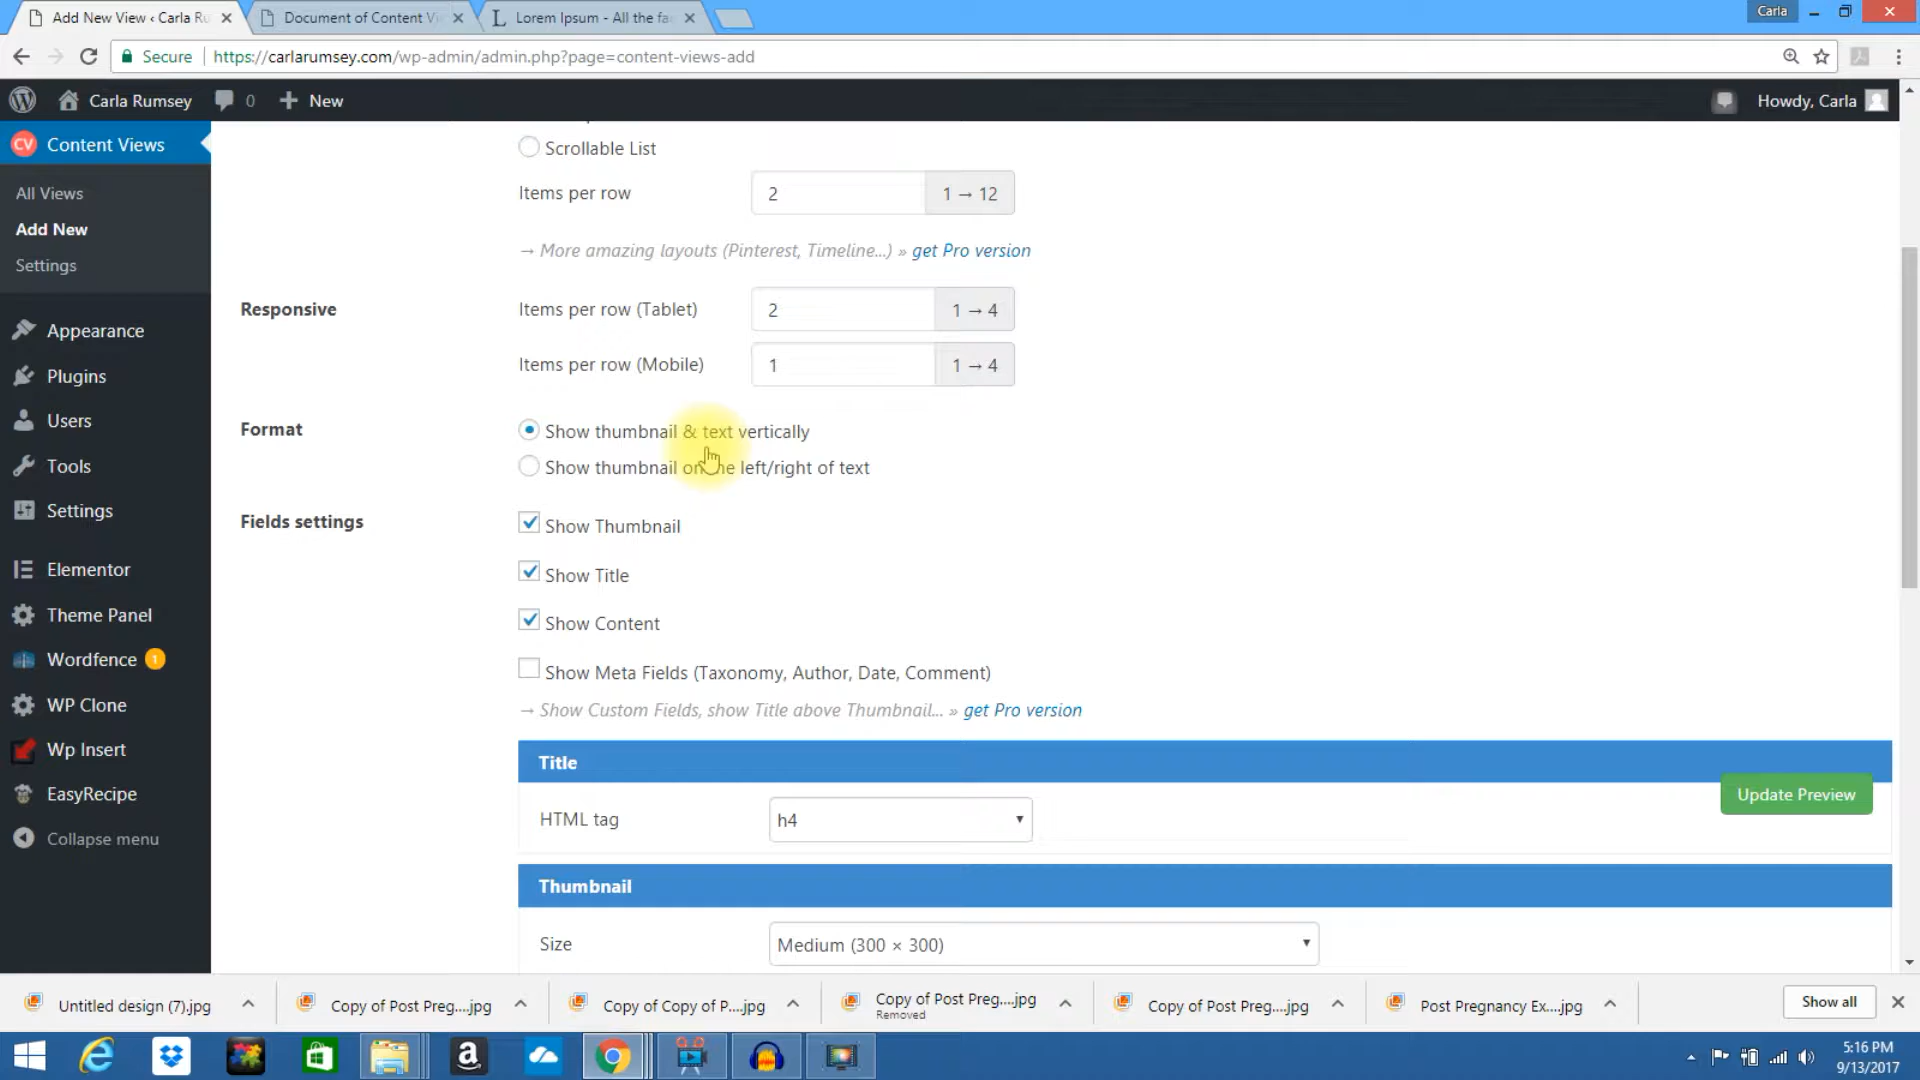 Add New View ‹ Carla Ru
Document of Content Vi
Lorem Ipsum - All the fa
Carla
Secure
https://carlarumsey.com/wp-admin/admin.php?page=content-views-add
Carla Rumsey
0
New
Howdy, Carla
CV Content Views
All Views
Add New
Settings
Appearance
Plugins
Users
Tools
Settings
Elementor
Theme Panel
Wordfence 1
WP Clone
Wp Insert
EasyRecipe
Collapse menu
Scrollable List
Items per row 2 1 → 12
→ More amazing layouts (Pinterest, Timeline...) » get Pro version
Responsive
Items per row (Tablet) 2 1 → 4
Items per row (Mobile) 1 1 → 4
Format
Show thumbnail & text vertically
Show thumbnail on the left/right of text
Fields settings
Show Thumbnail
Show Title
Show Content
Show Meta Fields (Taxonomy, Author, Date, Comment)
→ Show Custom Fields, show Title above Thumbnail... » get Pro version
Title
Update Preview
HTML tag h4
Thumbnail
Size Medium (300 × 300)
Untitled design (7).jpg
Copy of Post Preg....jpg
Copy of Copy of P....jpg
Copy of Post Preg....jpg
Removed
Copy of Post Preg....jpg
Post Pregnancy Ex....jpg
Show all
5:16 PM
9/13/2017